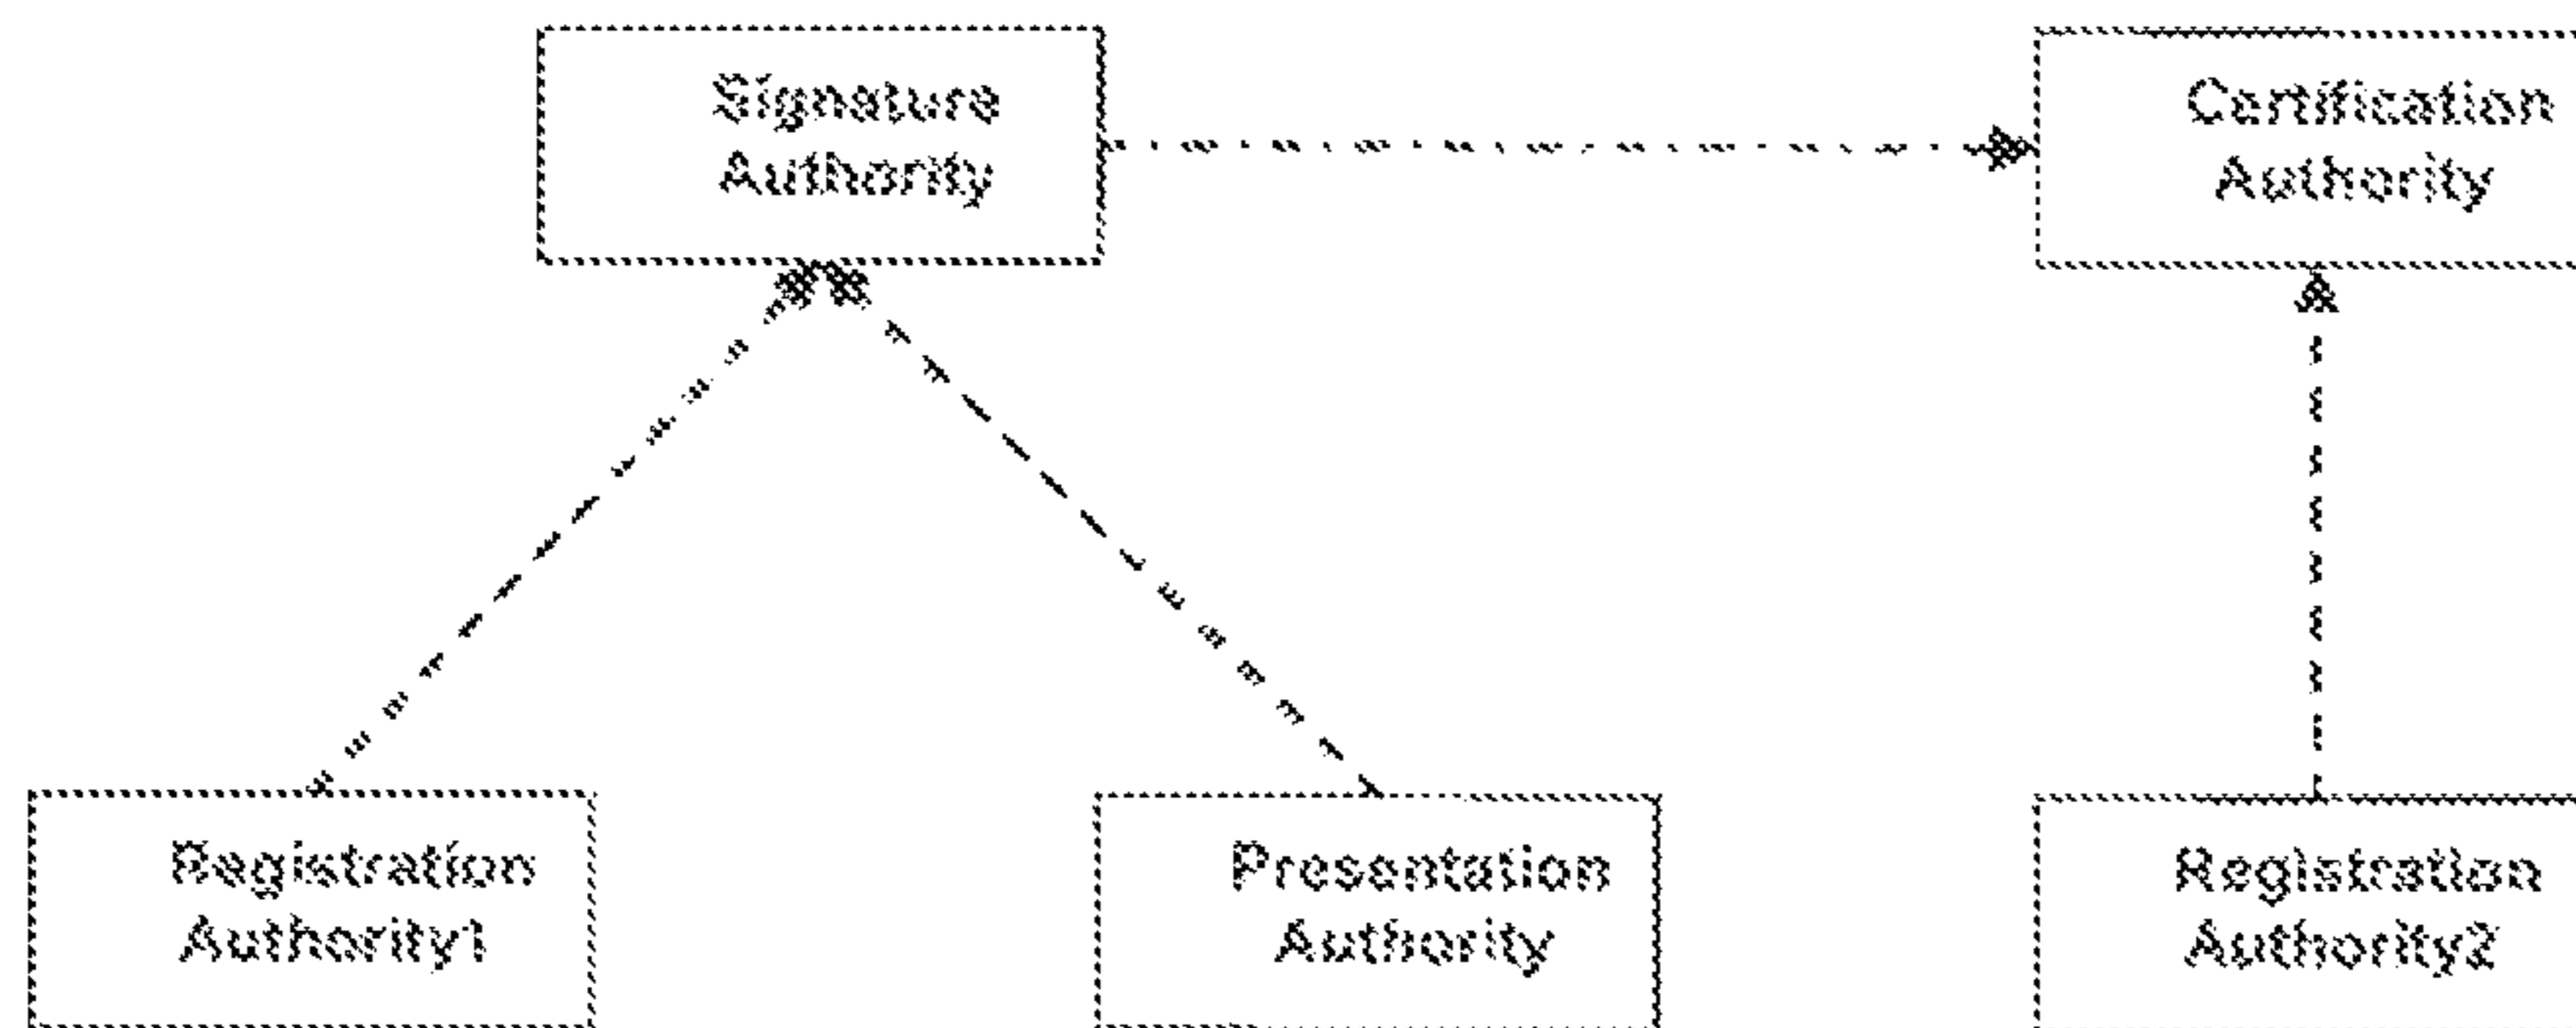 Signature
Authority
Certification
Authority
Registration
Authority1
Presentation
Authority
Registration
Authority2